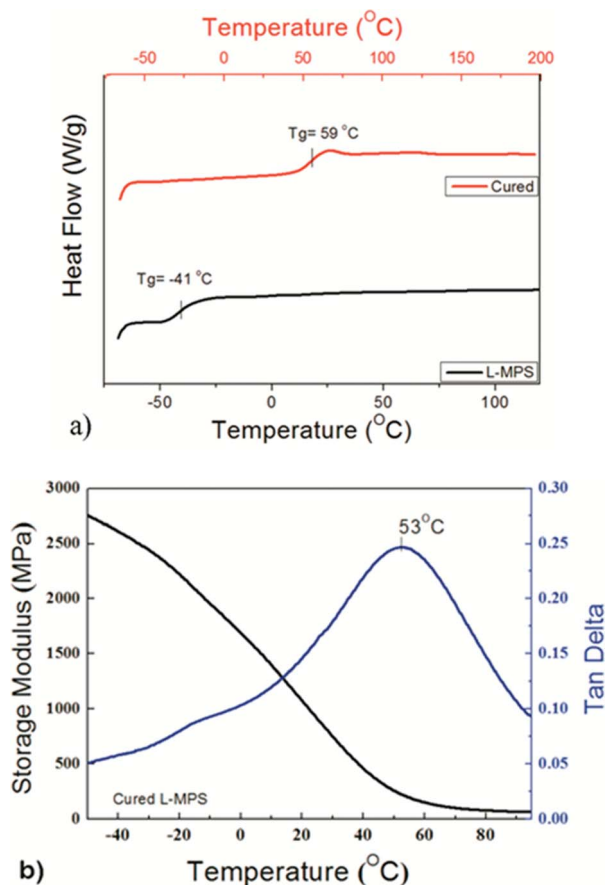 Temperature (°C)
-50 0 50 100 150 200
Tg= 59 °C
Cured
Heat Flow (W/g)
Tg= -41 °C
L-MPS
-50 0 50 100
a)
Temperature (°C)
3000 0.30
53°C
2500 0.25
2000 0.20
1500 0.15
1000 0.10
500 0.05
0 0.00
Storage Modulus (MPa)
Tan Delta
Cured L-MPS
-40 -20 0 20 40 60 80
b)
Temperature (°C)